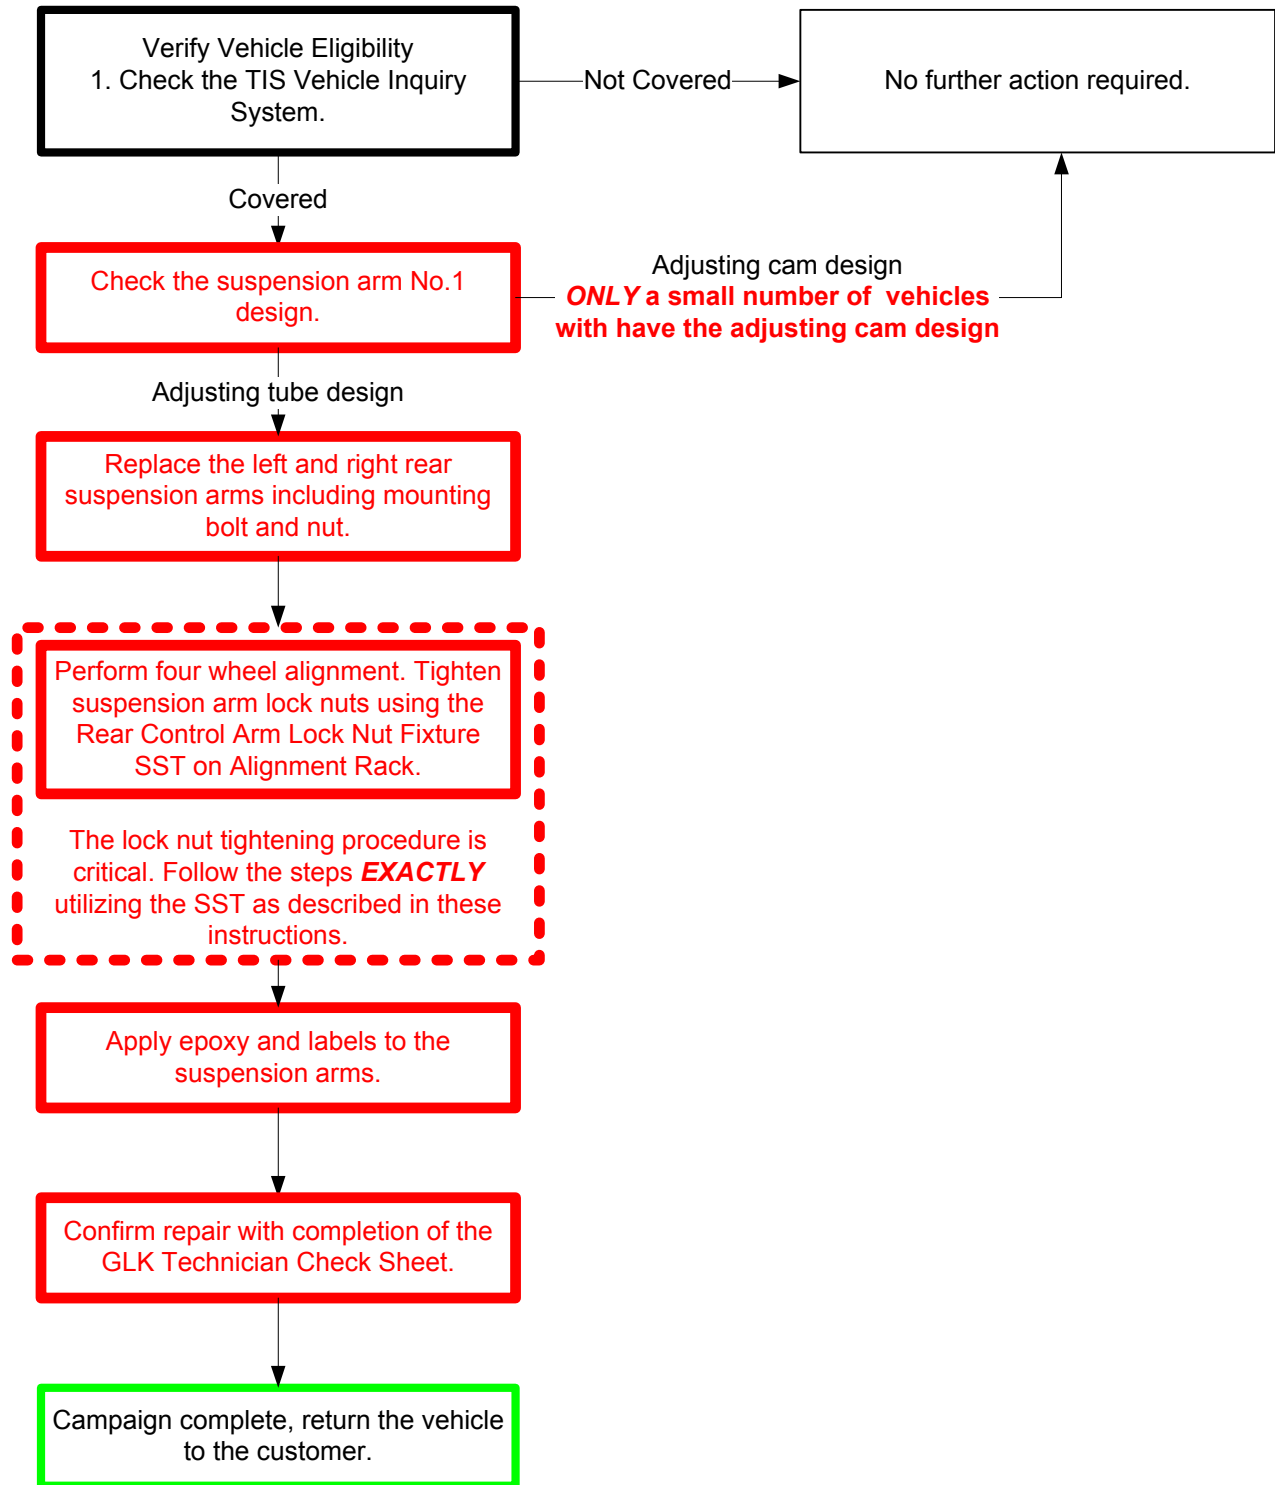 Verify Vehicle Eligibility
1. Check the TIS Vehicle Inquiry
System.
Not Covered
No further action required.
Covered
Check the suspension arm No.1
design.
Adjusting cam design
ONLY a small number of vehicles
with have the adjusting cam design
Adjusting tube design
Replace the left and right rear
suspension arms including mounting
bolt and nut.
Perform four wheel alignment. Tighten
suspension arm lock nuts using the
Rear Control Arm Lock Nut Fixture
SST on Alignment Rack.
The lock nut tightening procedure is
critical. Follow the steps EXACTLY
utilizing the SST as described in these
instructions.
Apply epoxy and labels to the
suspension arms.
Confirm repair with completion of the
GLK Technician Check Sheet.
Campaign complete, return the vehicle
to the customer.